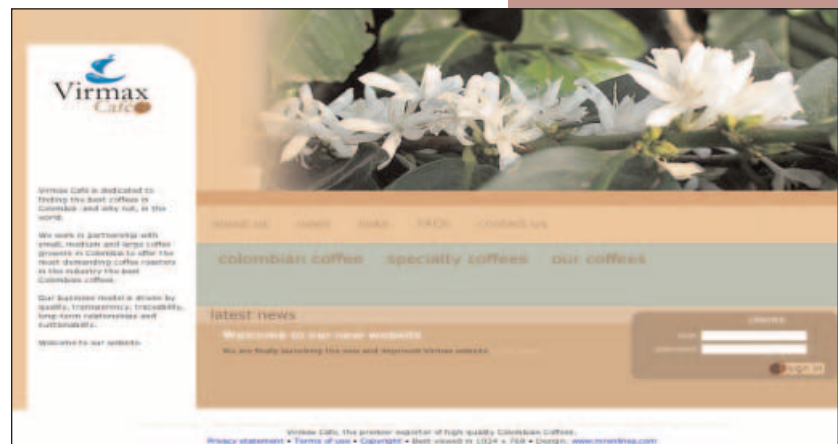 Virmax
Café
Virmax Café is dedicated to
finding the best coffees in
Colombia -and why not, in the
world.
We work in partnership with
small, medium and large coffee
growers in Colombia to offer the
most demanding coffee roasters
in the industry the best
Colombian coffees.
Our business model is driven by
quality, transparency, traceability,
long-term relationships and
sustainability.
Welcome to our website.
about us news links FAQs contact us
colombian coffee specialty coffees our coffees
latest news
Welcome to our new website
We are finally launching the new and improved Virmax website
user
password
sign in
Virmax Café, the premier exporter of high quality Colombian Coffees.
Privacy statement • Terms of use • Copyright • Best viewed in 1024 x 768 • Design: